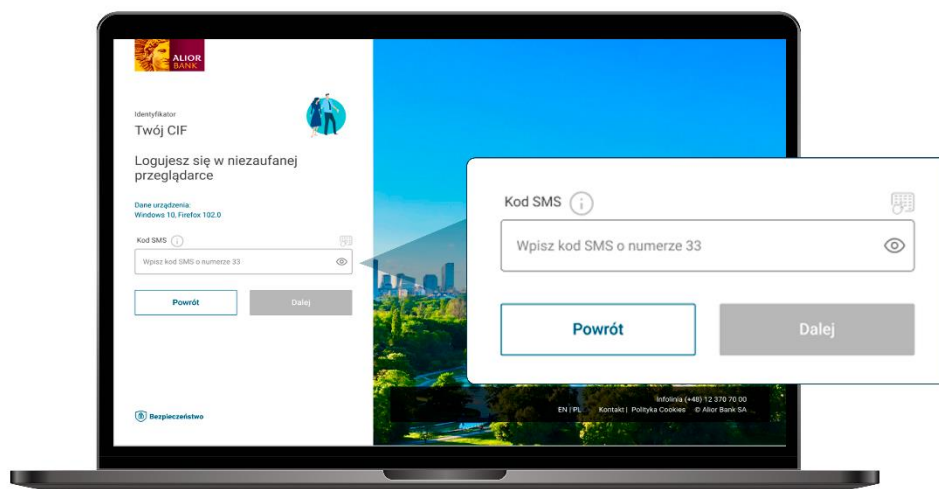 ALIOR
BANK
Identyfikator
Twój CIF
Logujesz się w niezaufanej
przeglądarce
Dane urządzenia:
Windows 10, Firefox 102.0
Kod SMS
Wpisz kod SMS o numerze 33
Powrót Dalej
Bezpieczeństwo
Kod SMS
Wpisz kod SMS o numerze 33
Powrót Dalej
Infolinia (+48) 12 370 70 00
EN | PL Kontakt | Polityka Cookies © Alior Bank SA